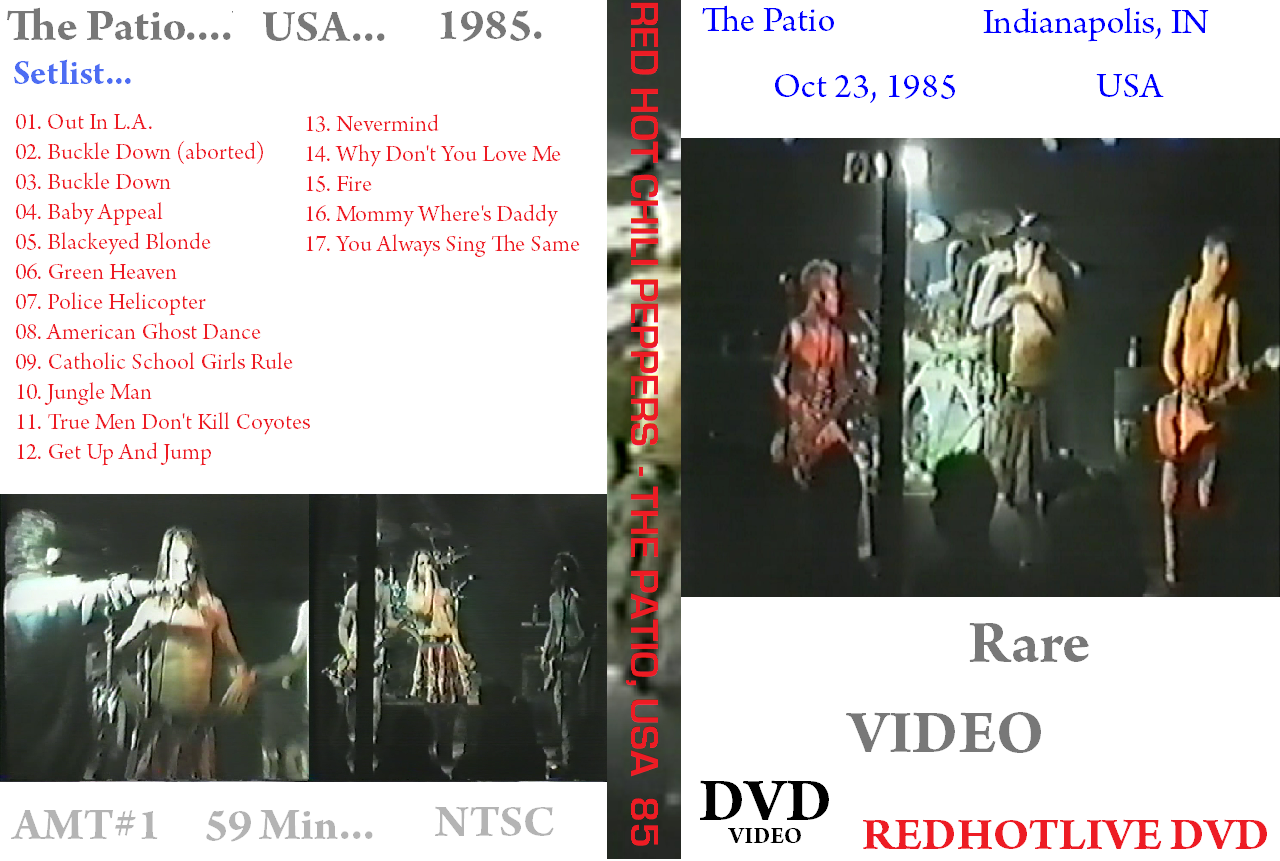 The Patio.... USA... 1985.
Setlist...
01. Out In L.A.
02. Buckle Down (aborted)
03. Buckle Down
04. Baby Appeal
05. Blackeyed Blonde
06. Green Heaven
07. Police Helicopter
08. American Ghost Dance
09. Catholic School Girls Rule
10. Jungle Man
11. True Men Don't Kill Coyotes
12. Get Up And Jump
13. Nevermind
14. Why Don't You Love Me
15. Fire
16. Mommy Where's Daddy
17. You Always Sing The Same
AMT#1 59 Min... NTSC
RED HOT CHILI PEPPERS - THE PATIO, USA 85
The Patio Indianapolis, IN
Oct 23, 1985 USA
Rare
VIDEO
DVD
VIDEO
REDHOTLIVE DVD